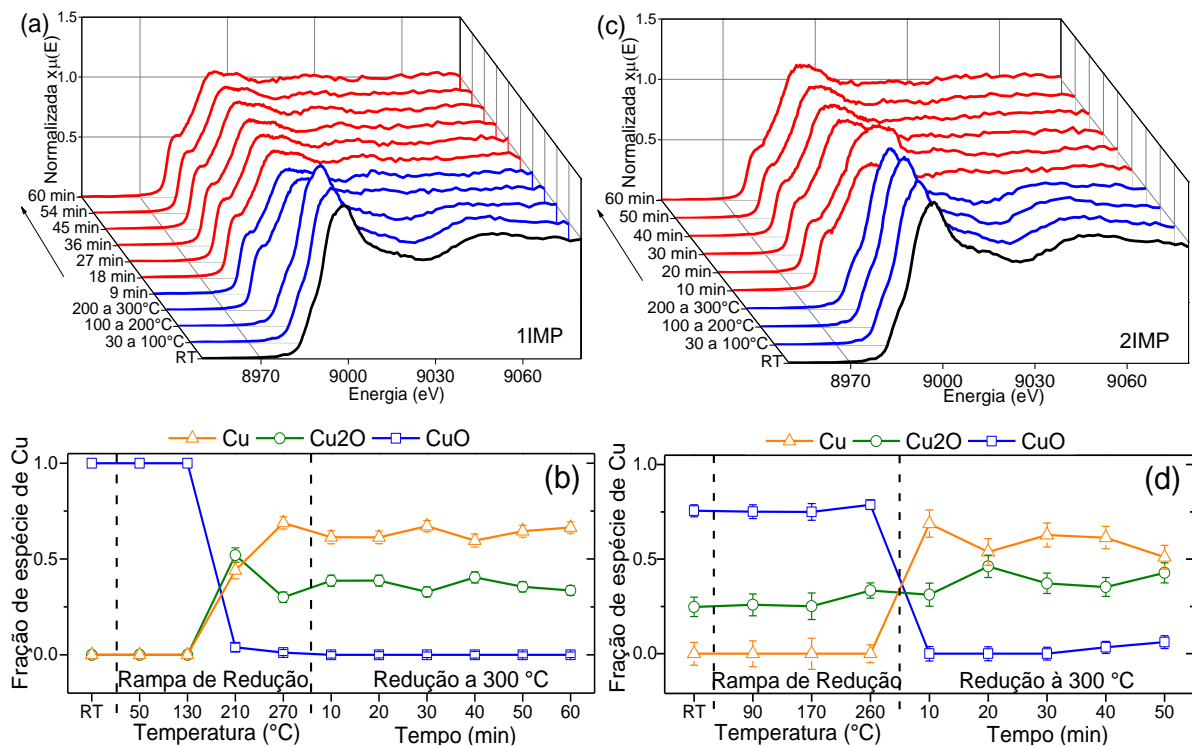 (a)
Normalizada xµ(E)
1.5
1.0
0.5
60 min
54 min
45 min
36 min
27 min
18 min
9 min
200 a 300°C
100 a 200°C
30 a 100°C
RT
1IMP
8970 9000 9030 9060
Energia (eV)
(c)
Normalizada xµ(E)
1.5
1.0
0.5
60 min
50 min
40 min
30 min
20 min
10 min
200 a 300°C
100 a 200°C
30 a 100°C
RT
2IMP
8970 9000 9030 9060
Energia (eV)
Cu Cu2O CuO
(b)
Fração de espécie de Cu
1.0
0.5
0.0
Rampa de Redução Redução a 300 °C
RT 50 130 210 270 10 20 30 40 50 60
Temperatura (°C) Tempo (min)
Cu Cu2O CuO
(d)
Fração de espécie de Cu
1.0
0.5
0.0
Rampa de Redução Redução à 300 °C
RT 90 170 260 10 20 30 40 50
Temperatura (°C) Tempo (min)